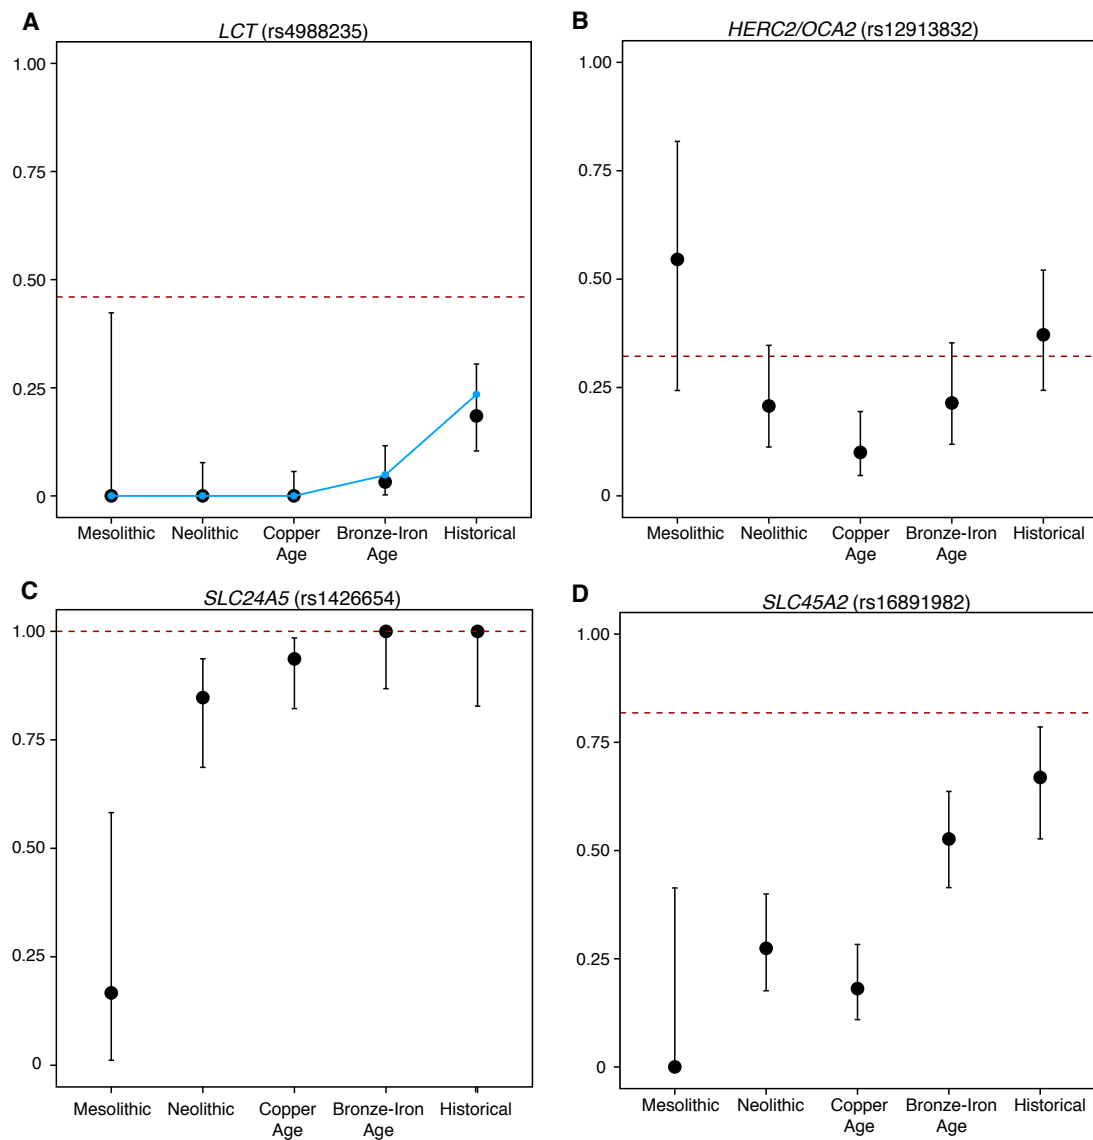 A
LCT (rs4988235)
1.00
0.75
0.50
0.25
0
Mesolithic Neolithic Copper Age Bronze-Iron Age Historical
B
HERC2/OCA2 (rs12913832)
1.00
0.75
0.50
0.25
0
Mesolithic Neolithic Copper Age Bronze-Iron Age Historical
C
SLC24A5 (rs1426654)
1.00
0.75
0.50
0.25
0
Mesolithic Neolithic Copper Age Bronze-Iron Age Historical
D
SLC45A2 (rs16891982)
1.00
0.75
0.50
0.25
0
Mesolithic Neolithic Copper Age Bronze-Iron Age Historical